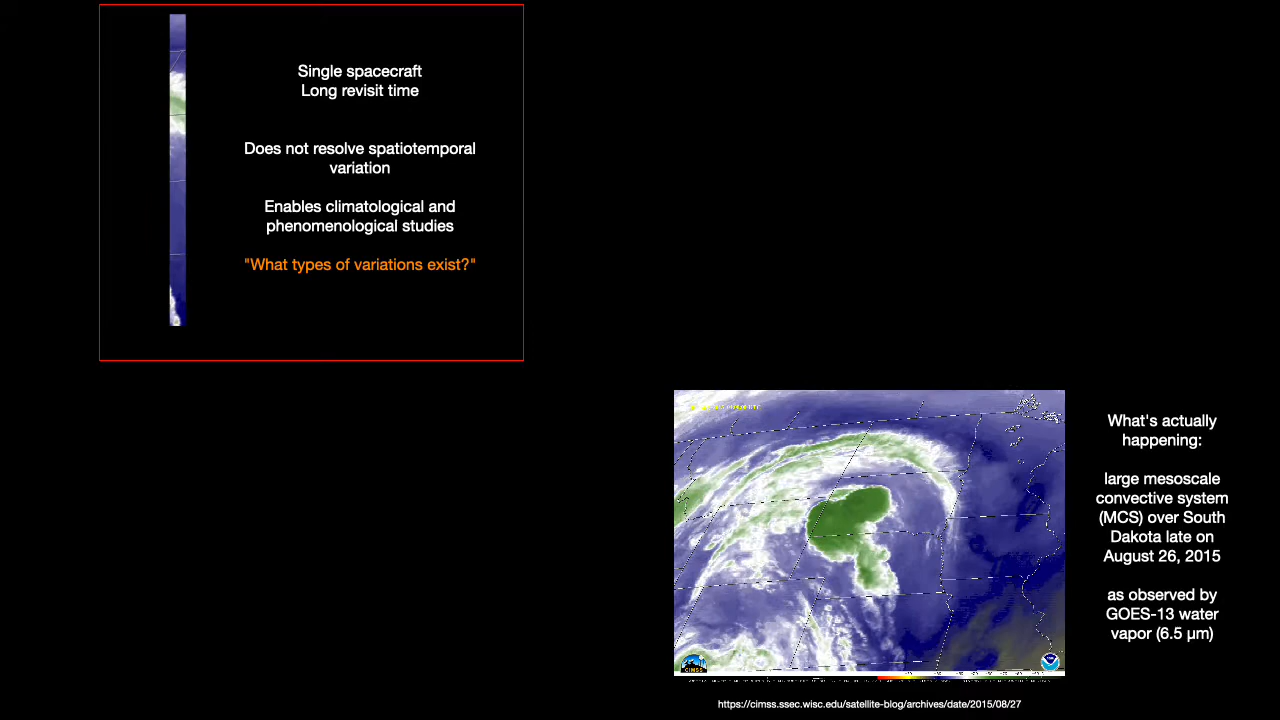 Single spacecraft
Long revisit time
Does not resolve spatiotemporal
variation
Enables climatological and
phenomenological studies
"What types of variations exist?"
What's actually
happening:
large mesoscale
convective system
(MCS) over South
Dakota late on
August 26, 2015
as observed by
GOES-13 water
vapor (6.5 μm)
CIMSS
https://cimss.ssec.wisc.edu/satellite-blog/archives/date/2015/08/27